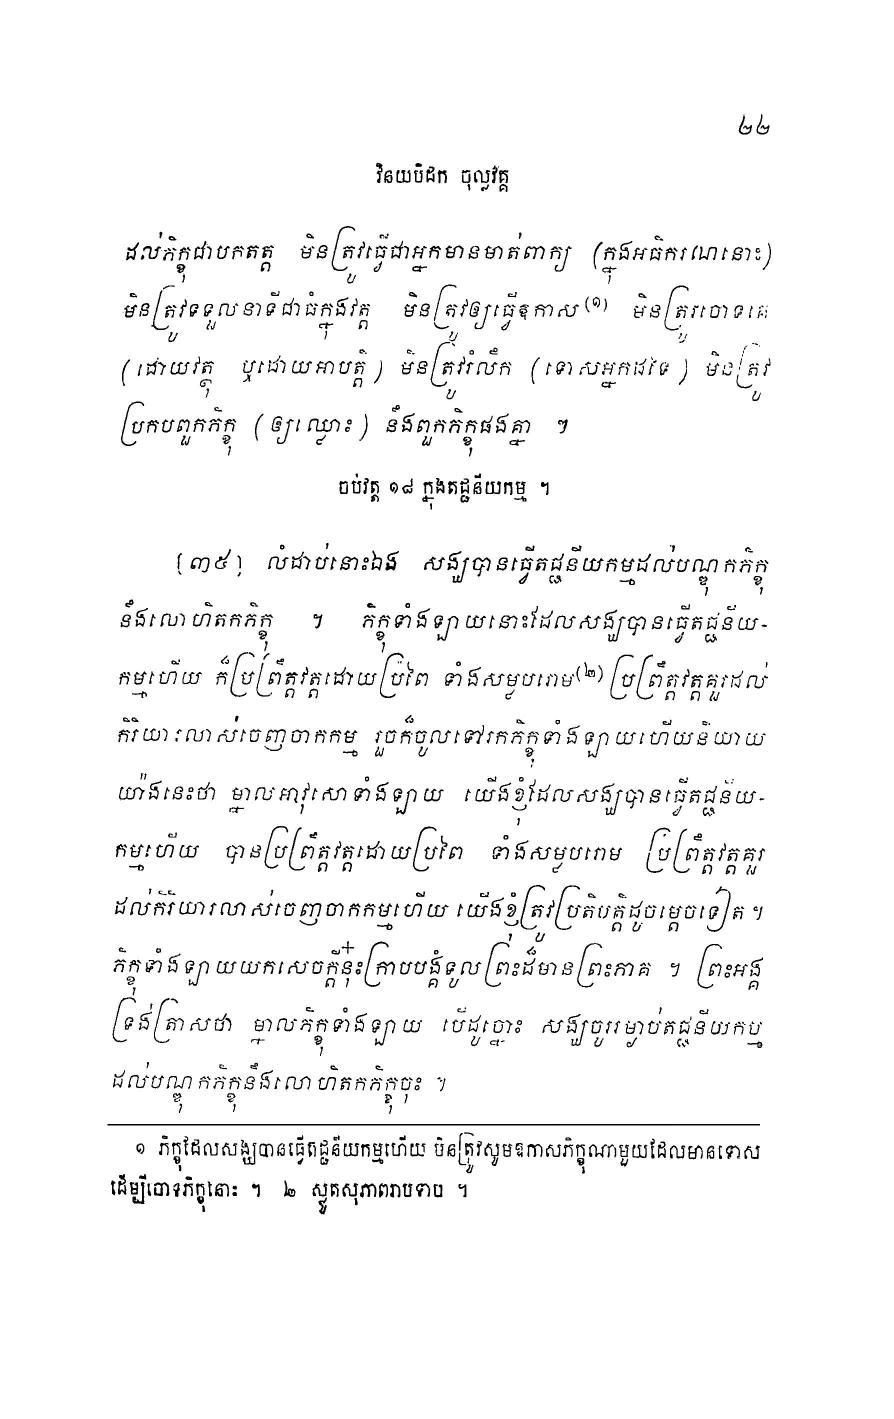 ២២
វិនយបិដក ចុល្លវគ្គ
ដល់ភិក្ខុជាបកតត្ត មិនត្រូវធ្វើជាអ្នកមានមាត់ពាក្យ (ក្នុងអធិករណនោះ)
មិនត្រូវទទួលនាទីជាធំក្នុងវត្ត មិនត្រូវឲ្យធ្វើឱកាស(១) មិនត្រូវចោទគេ
(ដោយវត្ថុ ឬដោយអាបត្តិ) មិនត្រូវរំលឹក (ទោសអ្នកដទៃ) មិនត្រូវ
ប្រកបពួកភិក្ខុ (ឲ្យឈ្លោះ) នឹងពួកភិក្ខុផងគ្នា ។
ចប់វត្ត ១៨ ក្នុងតជ្ជនីយកម្ម ។
[៣៥] លំដាប់នោះឯង សង្ឃបានធ្វើតជ្ជនីយកម្មដល់បណ្ឌុកភិក្ខុ
នឹងលោហិតកភិក្ខុ ។ ភិក្ខុទាំងឡាយនោះដែលសង្ឃបានធ្វើតជ្ជនីយ-
កម្មហើយ ក៏ប្រព្រឹត្តវត្តដោយប្រពៃ ទាំងសម្លបរោម(២) ប្រព្រឹត្តវត្តគួរដល់
កិរិយារលាស់ចេញចាកកម្ម រួចក៏ចូលទៅរកភិក្ខុទាំងឡាយហើយនិយាយ
យ៉ាងនេះថា ម្នាលអាវុសោទាំងឡាយ យើងខ្ញុំដែលសង្ឃបានធ្វើតជ្ជនីយ-
កម្មហើយ បានប្រព្រឹត្តវត្តដោយប្រពៃ ទាំងសម្លបរោម ប្រព្រឹត្តវត្តគួរ
ដល់កិរិយារលាស់ចេញចាកកម្មហើយ យើងខ្ញុំត្រូវប្រតិបត្តិដូចម្តេចទៀត ។
ភិក្ខុទាំងឡាយយកសេចក្តីនុ៎ះក្រាបបង្គំទូលព្រះដ៏មានព្រះភាគ ។ ព្រះអង្គ
ទ្រង់ត្រាសថា ម្នាលភិក្ខុទាំងឡាយ បើដូច្នោះ សង្ឃចូររម្ងាប់តជ្ជនីយកម្ម
ដល់បណ្ឌុកភិក្ខុនឹងលោហិតកភិក្ខុចុះ ។
១ ភិក្ខុដែលសង្ឃបានធ្វើតជ្ជនីយកម្មហើយ មិនត្រូវសូមឱកាសភិក្ខុណាមួយដែលមានទោស
ដើម្បីចោទភិក្ខុនោះ ។ ២ ស្លូតសុភាពរាបទាប ។